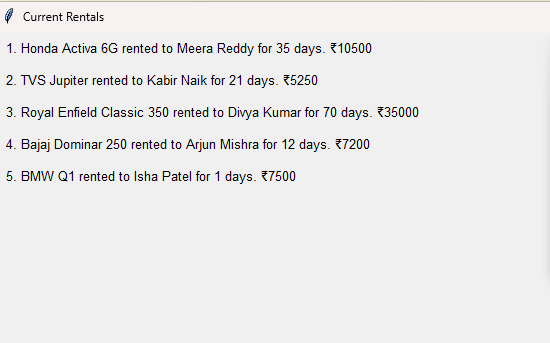 Current Rentals
1. Honda Activa 6G rented to Meera Reddy for 35 days. ₹10500
2. TVS Jupiter rented to Kabir Naik for 21 days. ₹5250
3. Royal Enfield Classic 350 rented to Divya Kumar for 70 days. ₹35000
4. Bajaj Dominar 250 rented to Arjun Mishra for 12 days. ₹7200
5. BMW Q1 rented to Isha Patel for 1 days. ₹7500